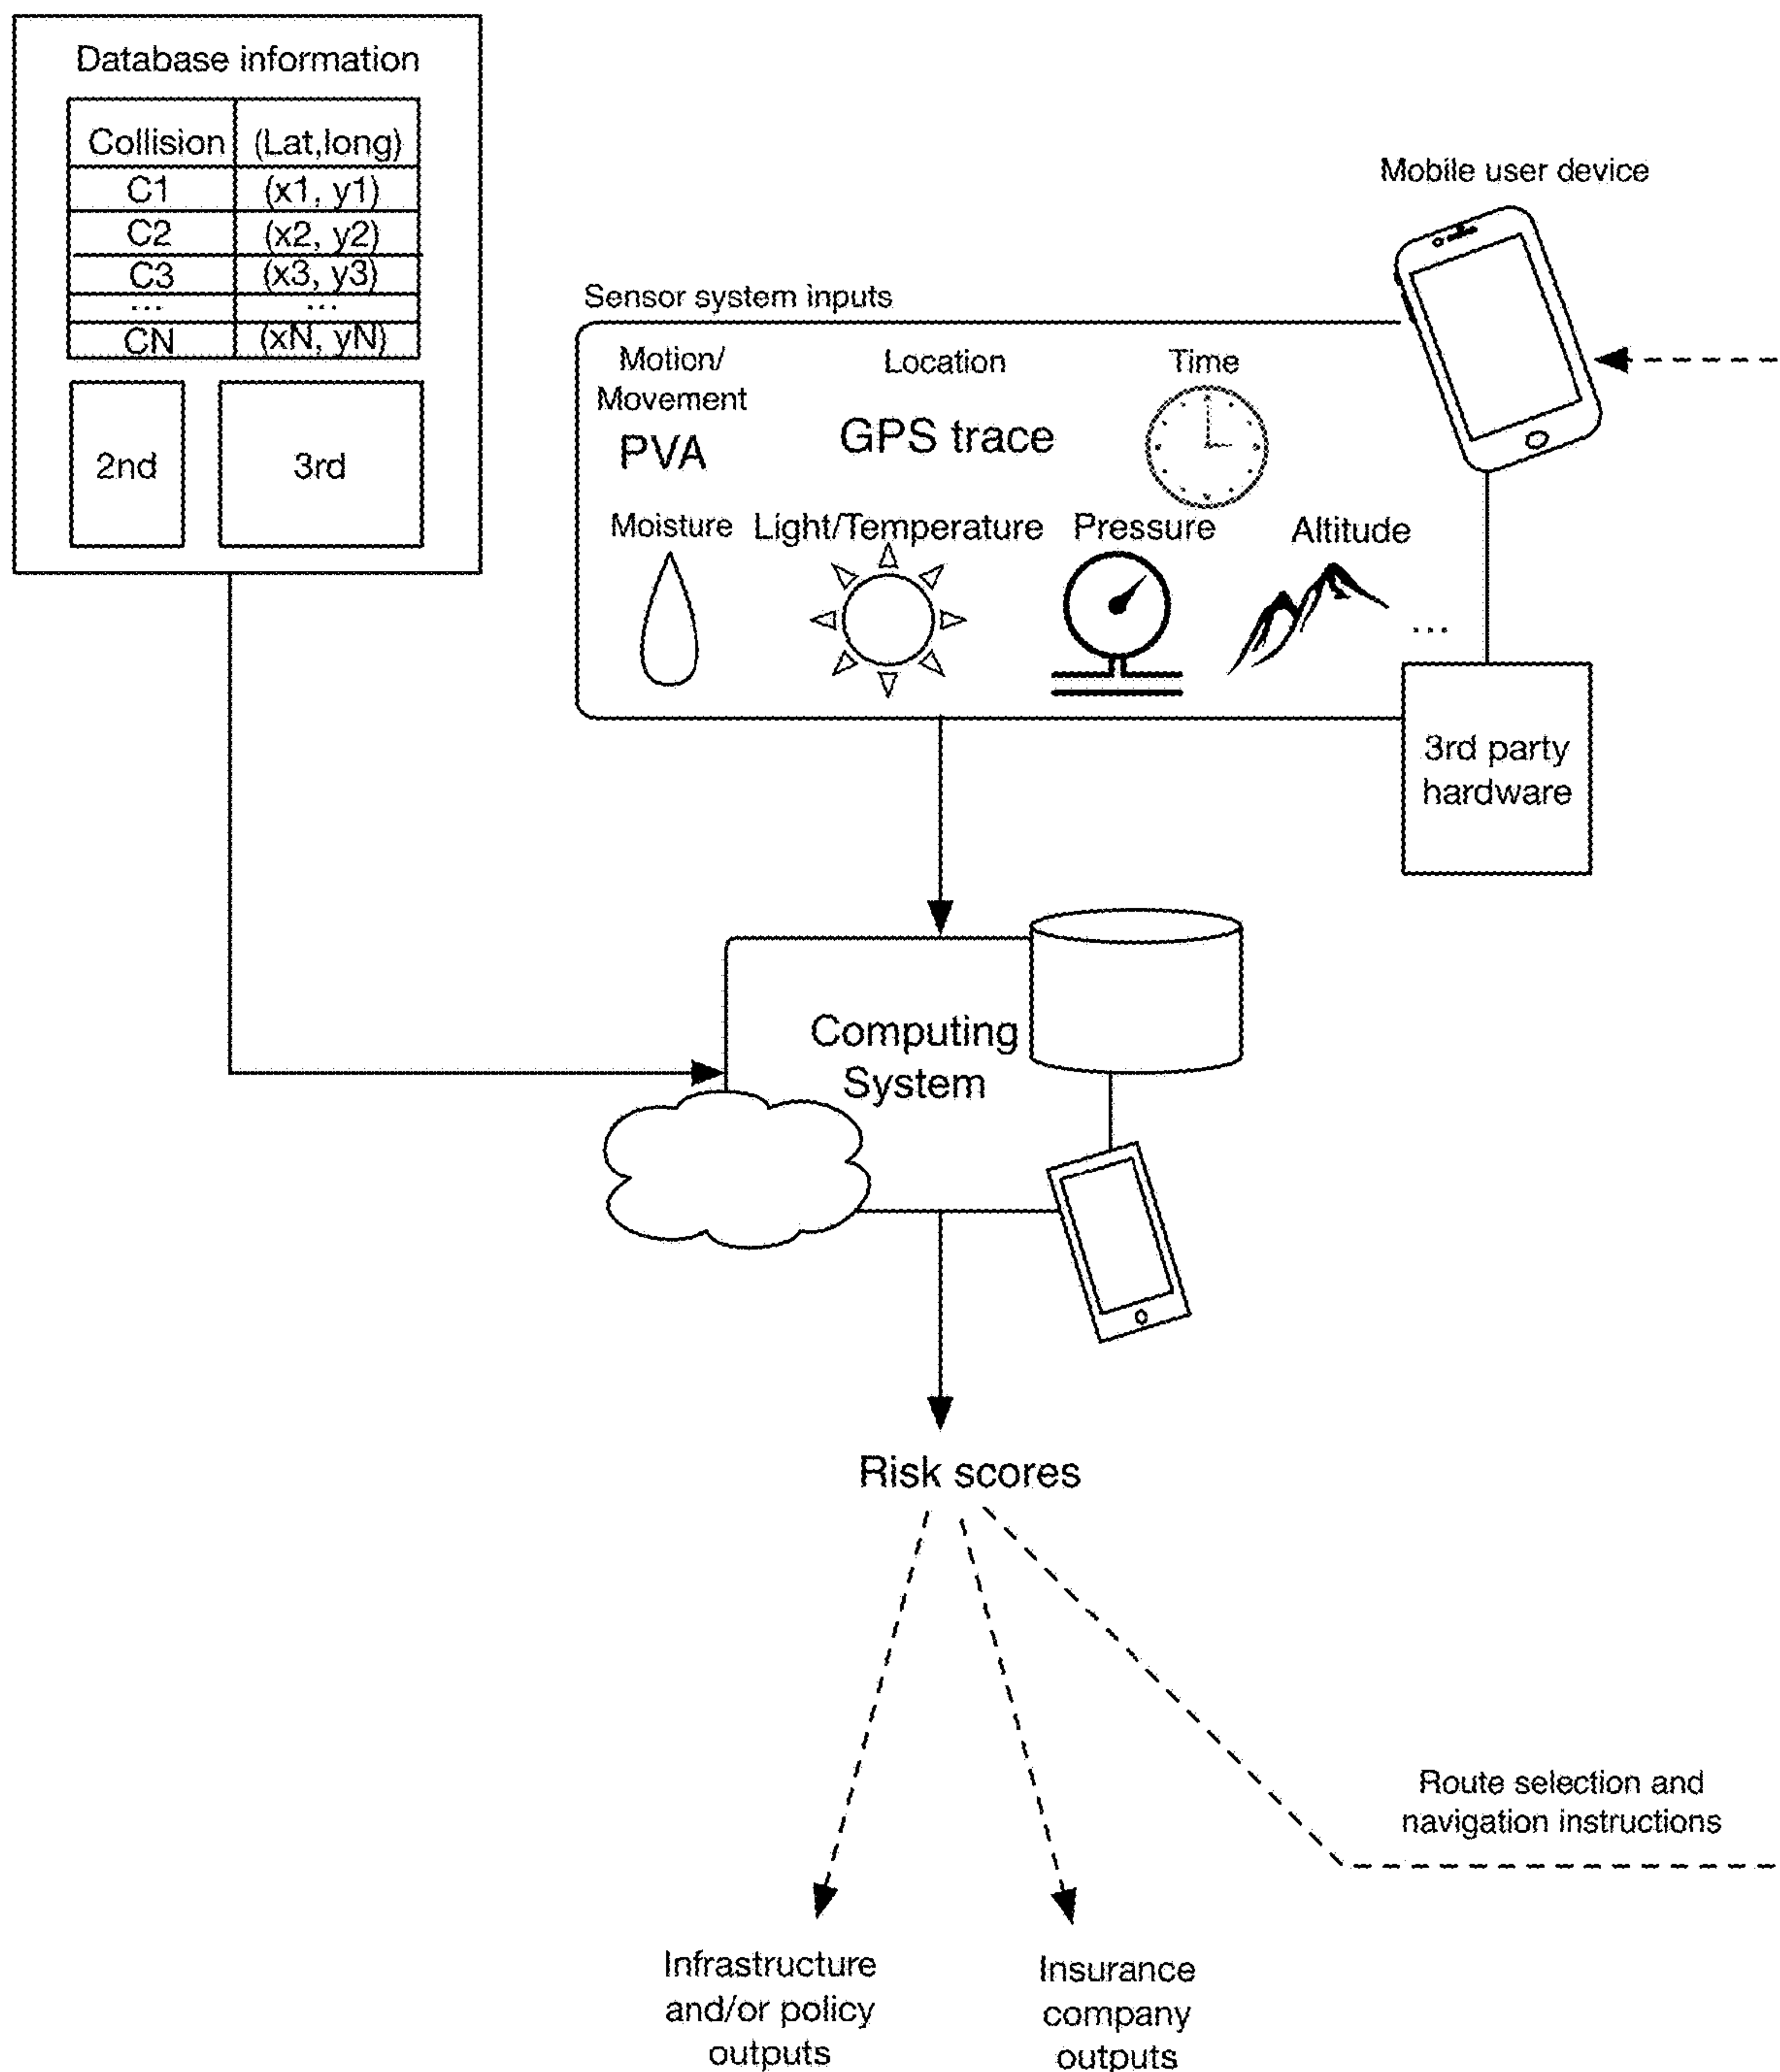 Database information
Collision (Lat,long)
C1 (x1, y1)
C2 (x2, y2)
C3 (x3, y3)
... ...
CN (xN, yN)
2nd 3rd
Mobile user device
Sensor system inputs
Motion/
Movement
PVA
Location
GPS trace
Time
Moisture
Light/Temperature
Pressure
Altitude
...
3rd party
hardware
Computing
System
Risk scores
Route selection and
navigation instructions
Infrastructure
and/or policy
outputs
Insurance
company
outputs